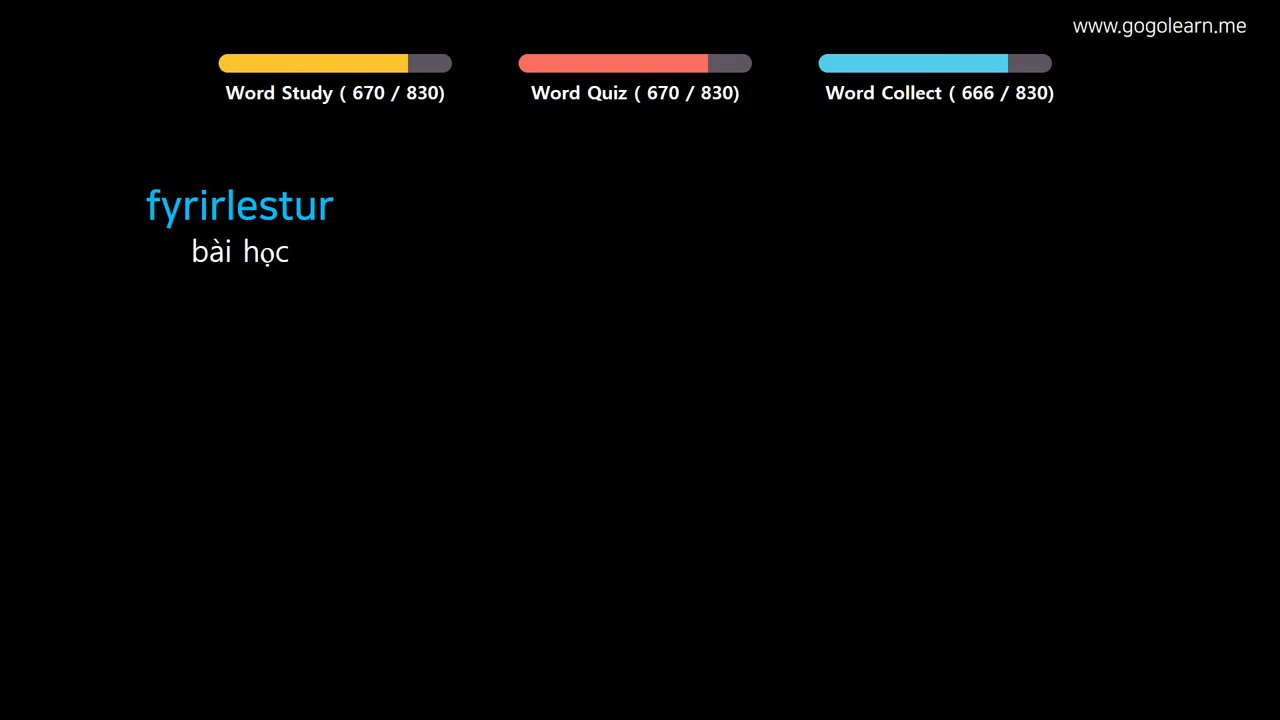 www.gogolearn.me
Word Study ( 670 / 830)
Word Quiz ( 670 / 830)
Word Collect ( 666 / 830)
fyrirlestur
bài học